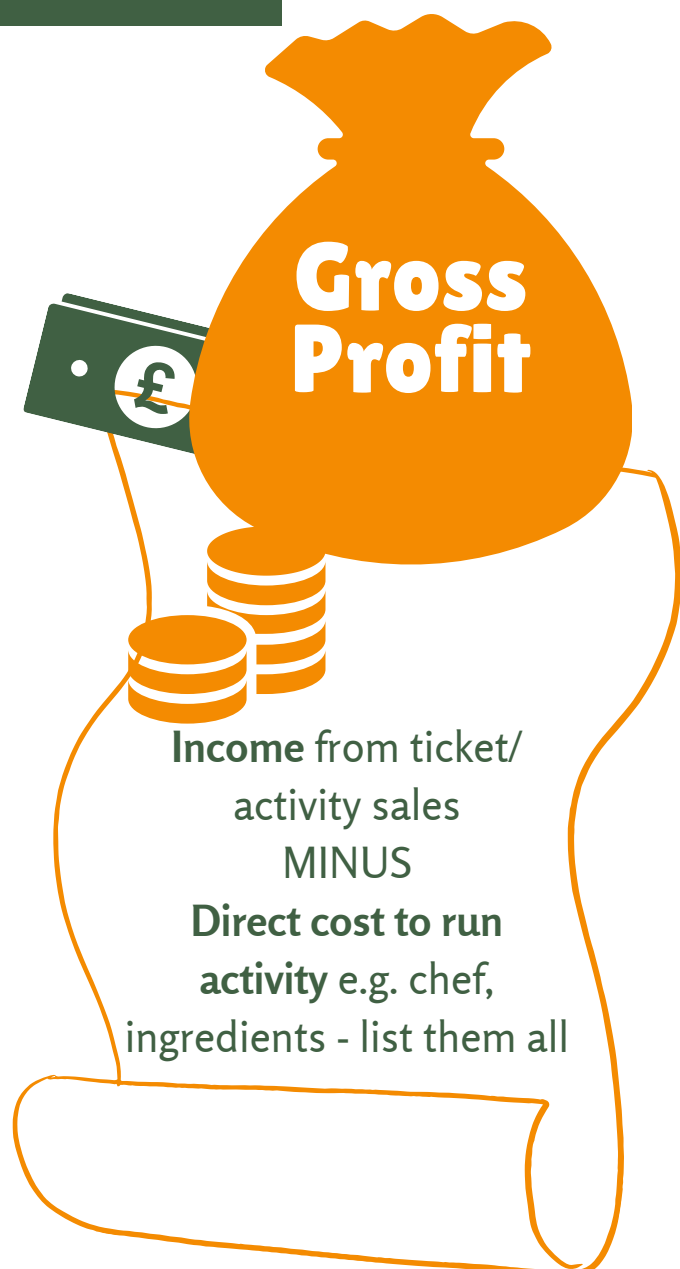 Gross
Profit
£
Income from ticket/
activity sales
MINUS
Direct cost to run
activity e.g. chef,
ingredients - list them all